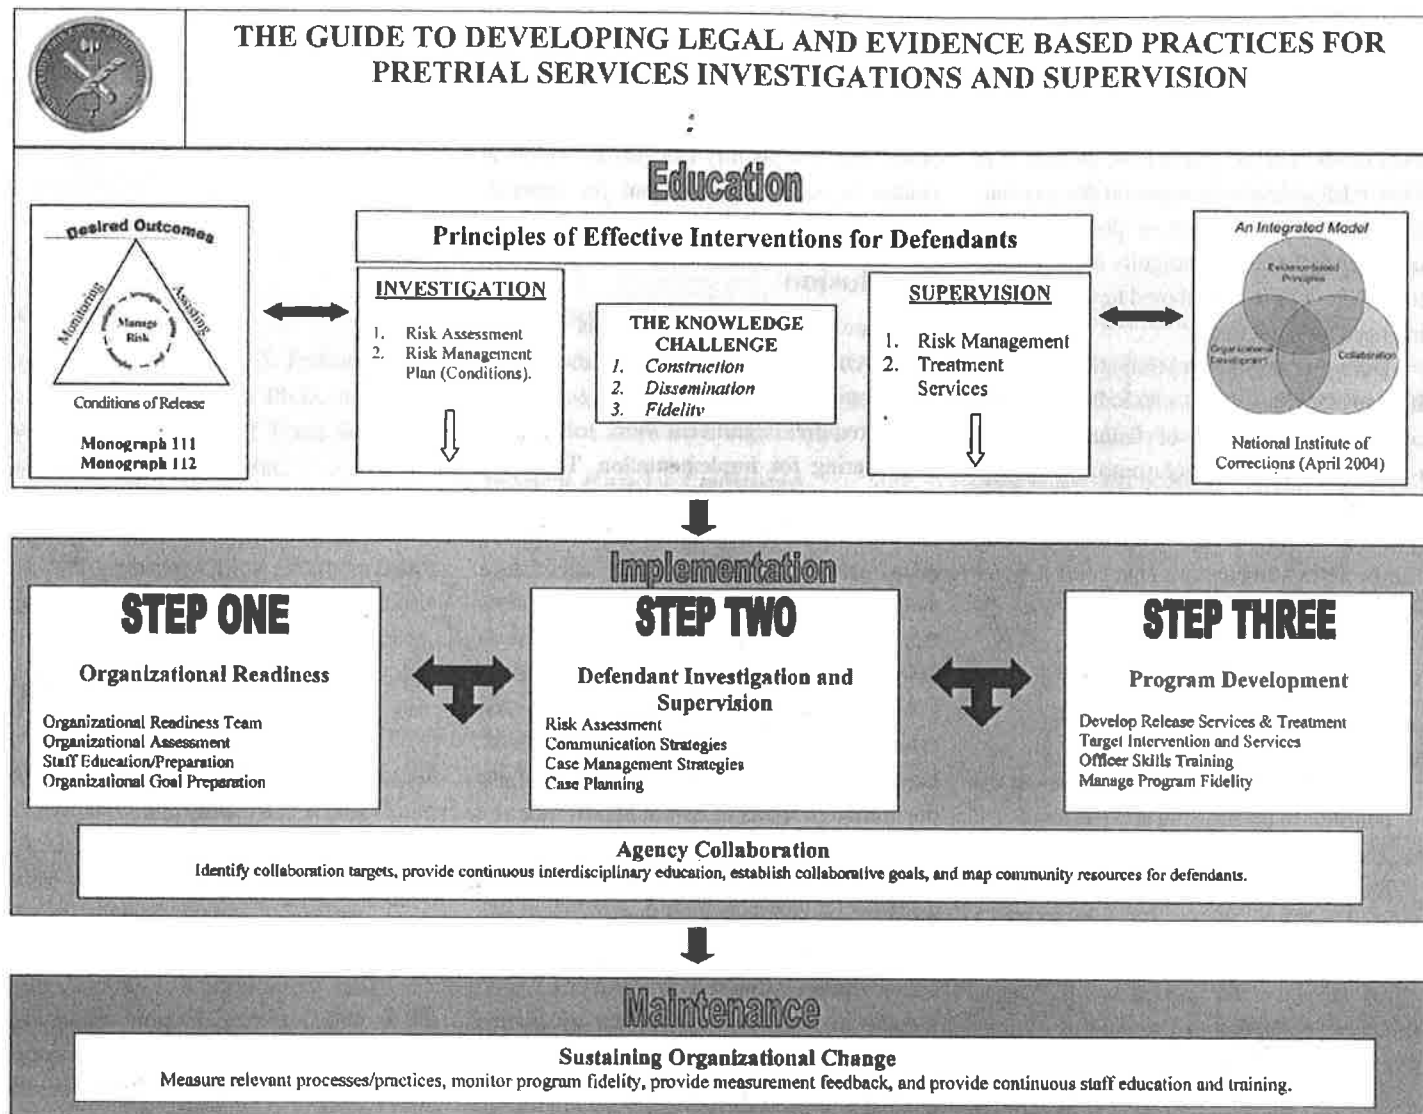 THE GUIDE TO DEVELOPING LEGAL AND EVIDENCE BASED PRACTICES FOR
PRETRIAL SERVICES INVESTIGATIONS AND SUPERVISION
Education
Desired Outcomes
Monitoring
Assisting
Manage
Risk
Conditions of Release
Monograph 111
Monograph 112
Principles of Effective Interventions for Defendants
INVESTIGATION
1. Risk Assessment
2. Risk Management
Plan (Conditions).
THE KNOWLEDGE
CHALLENGE
1. Construction
2. Dissemination
3. Fidelity
SUPERVISION
1. Risk Management
2. Treatment
Services
An Integrated Model
Evidence-based
Principles
Organizational
Development
Collaboration
National Institute of
Corrections (April 2004)
Implementation
STEP ONE
Organizational Readiness
Organizational Readiness Team
Organizational Assessment
Staff Education/Preparation
Organizational Goal Preparation
STEP TWO
Defendant Investigation and
Supervision
Risk Assessment
Communication Strategies
Case Management Strategies
Case Planning
STEP THREE
Program Development
Develop Release Services & Treatment
Target Intervention and Services
Officer Skills Training
Manage Program Fidelity
Agency Collaboration
Identify collaboration targets, provide continuous interdisciplinary education, establish collaborative goals, and map community resources for defendants.
Maintenance
Sustaining Organizational Change
Measure relevant processes/practices, monitor program fidelity, provide measurement feedback, and provide continuous staff education and training.